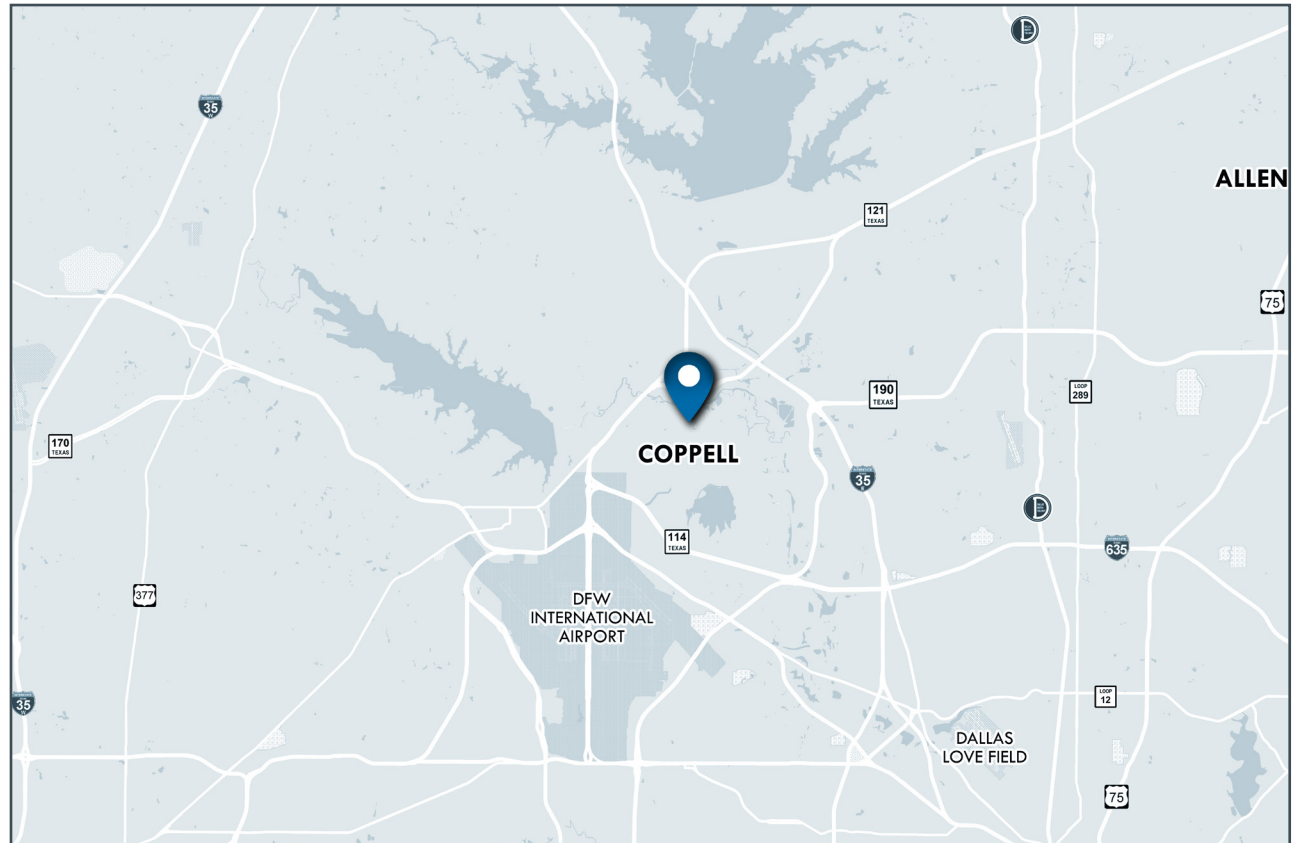 35
ALLEN
121
TEXAS
75
190
TEXAS
LOOP
289
170
TEXAS
COPPELL
35
114
TEXAS
635
377
DFW
INTERNATIONAL
AIRPORT
35
LOOP
12
DALLAS
LOVE FIELD
75